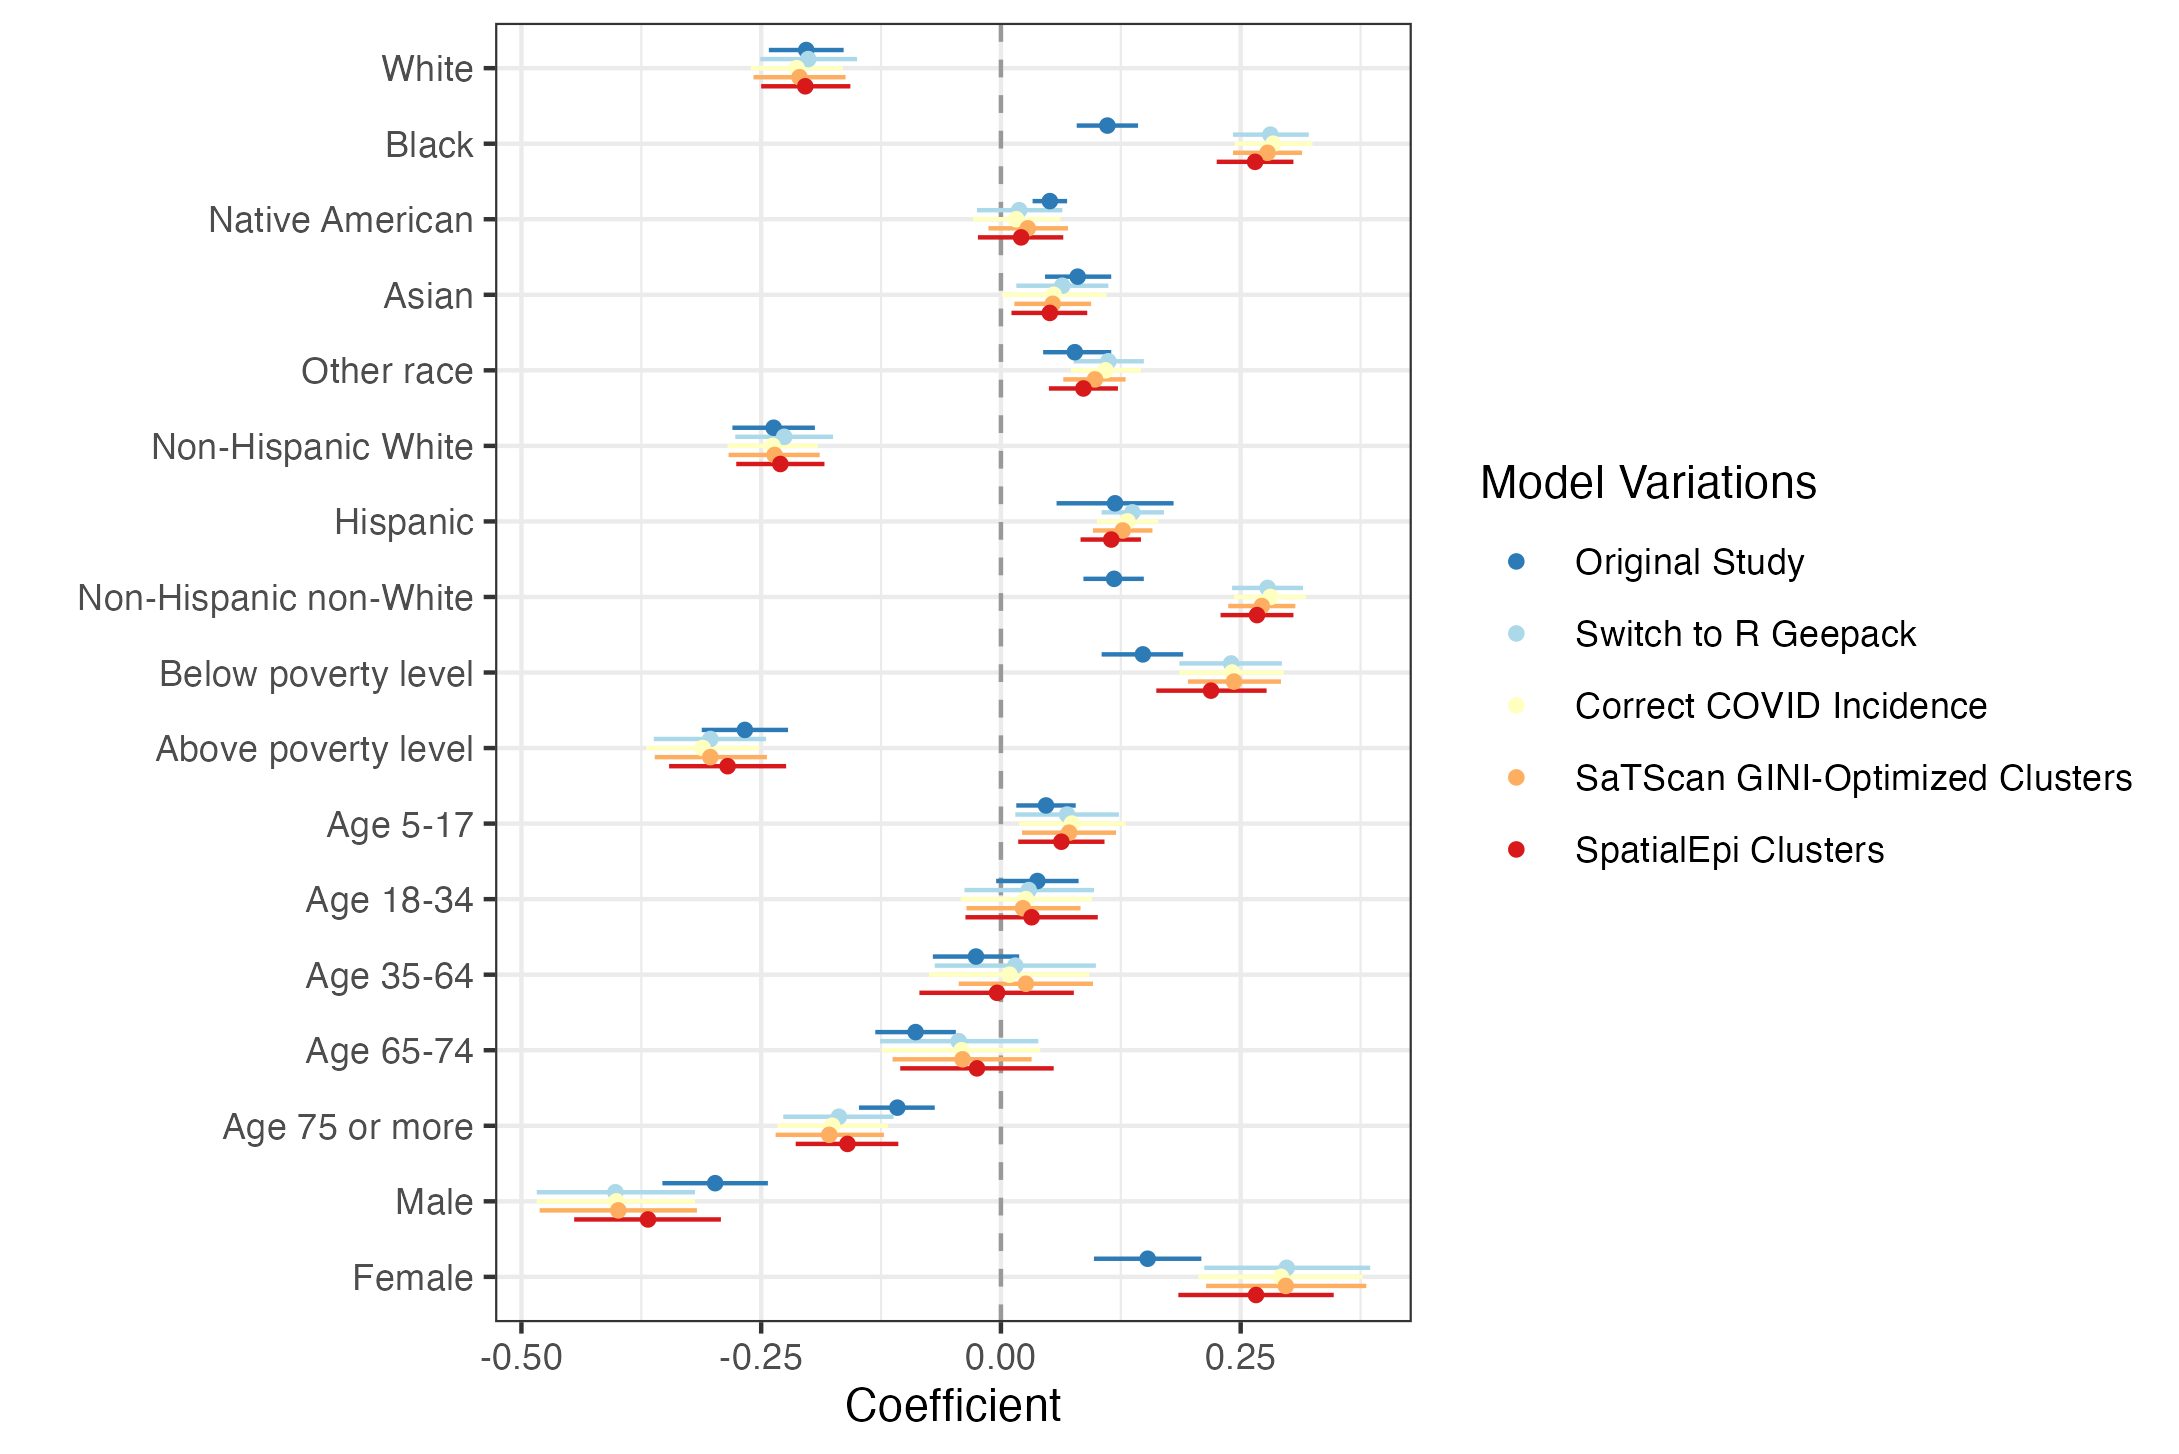 White
Black
Native American
Asian
Other race
Non-Hispanic White
Hispanic
Non-Hispanic non-White
Below poverty level
Above poverty level
Age 5-17
Age 18-34
Age 35-64
Age 65-74
Age 75 or more
Male
Female
-0.50 -0.25 0.00 0.25
Coefficient
Model Variations
Original Study
Switch to R Geepack
Correct COVID Incidence
SaTScan GINI-Optimized Clusters
SpatialEpi Clusters